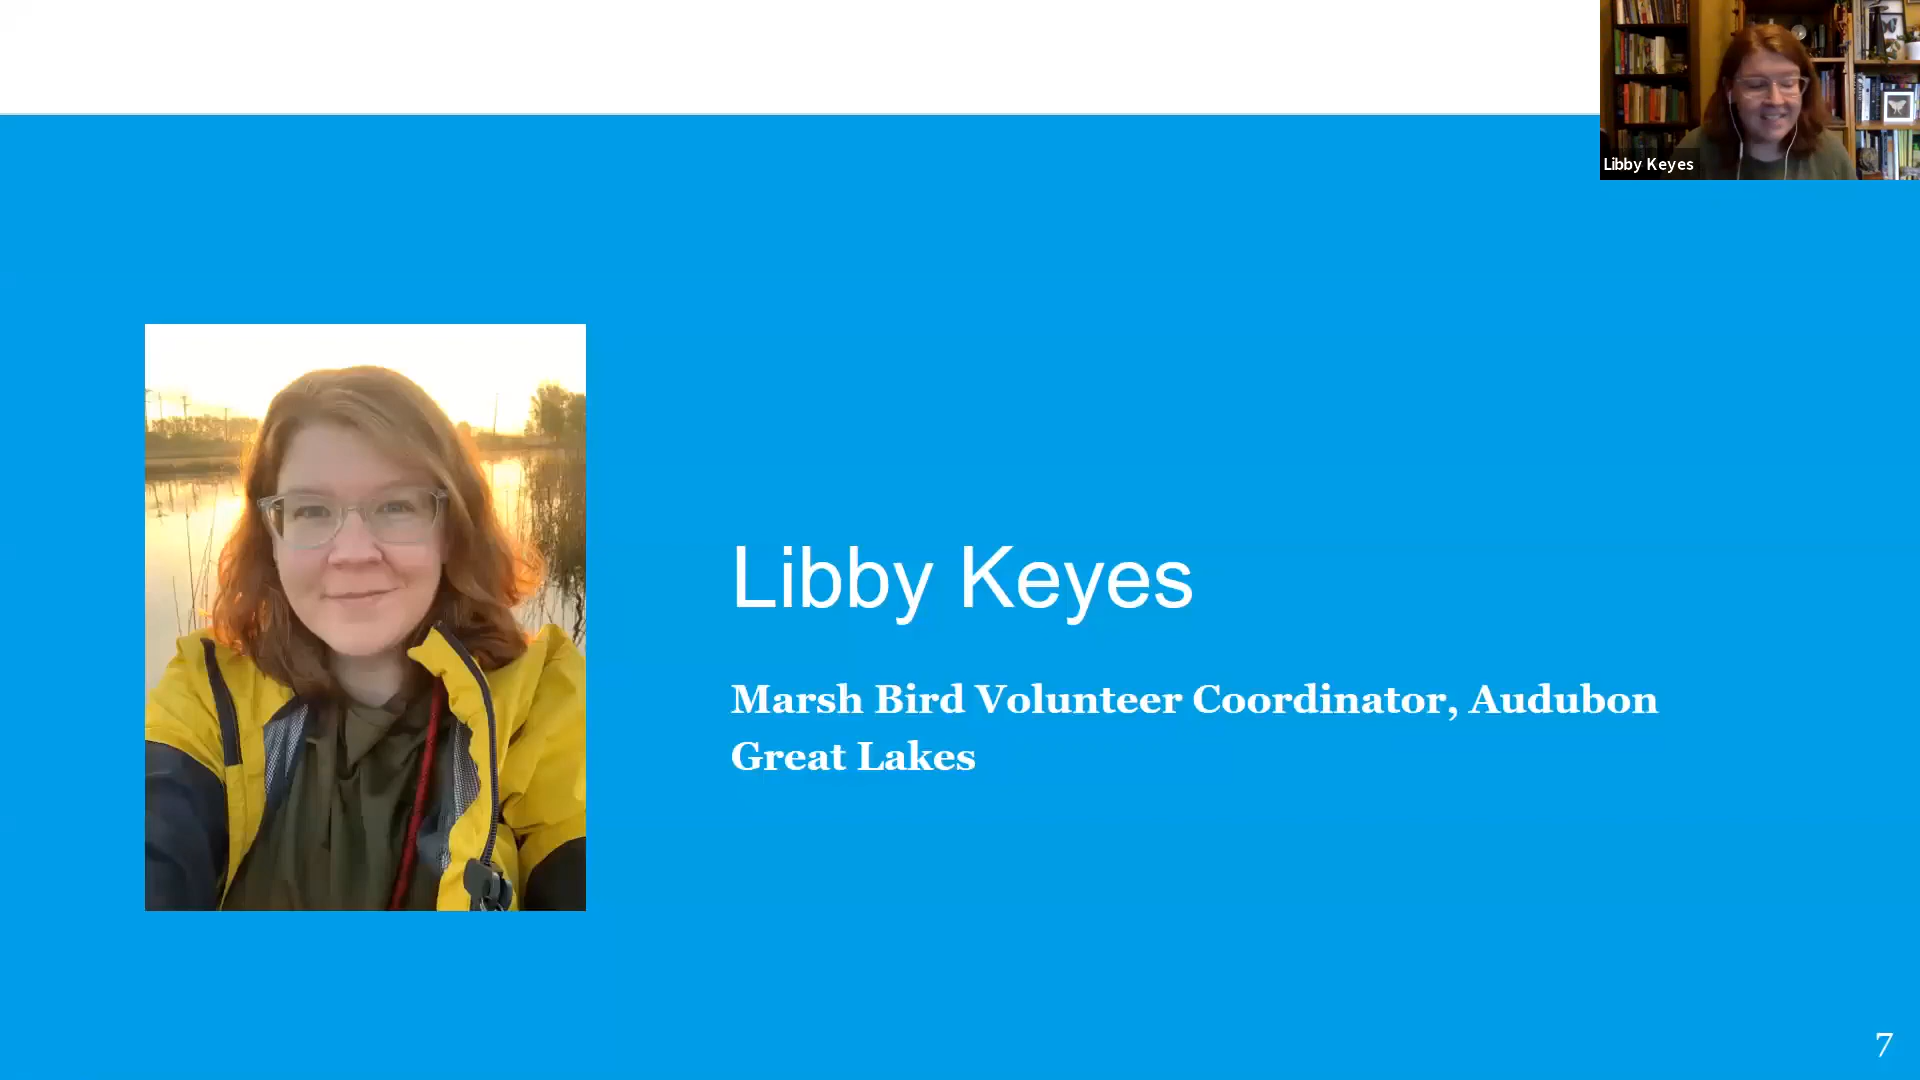 Libby Keyes
Libby Keyes
Marsh Bird Volunteer Coordinator, Audubon
Great Lakes
7